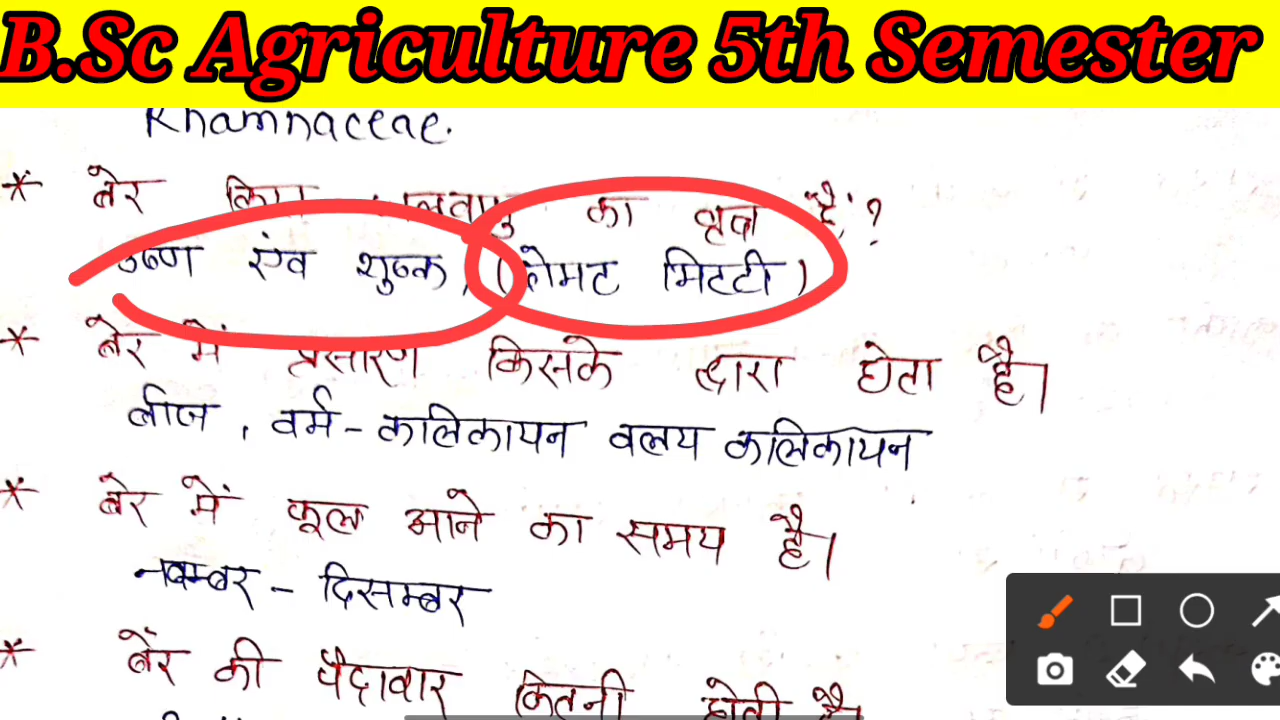 B.Sc Agriculture 5th Semester
Rhamnaceae.
* बेर किस जलवायु का वृक्ष है?
उष्ण एंव शुष्क, (दोमट मिटटी)
* बेर में प्रसारण किसके द्वारा होता है।
बीज, वर्म-कलिकायन वलय कलिकायन
* बेर में फूल आने का समय है।
नवम्बर - दिसम्बर
* बेर की पैदावार कितनी होती है।